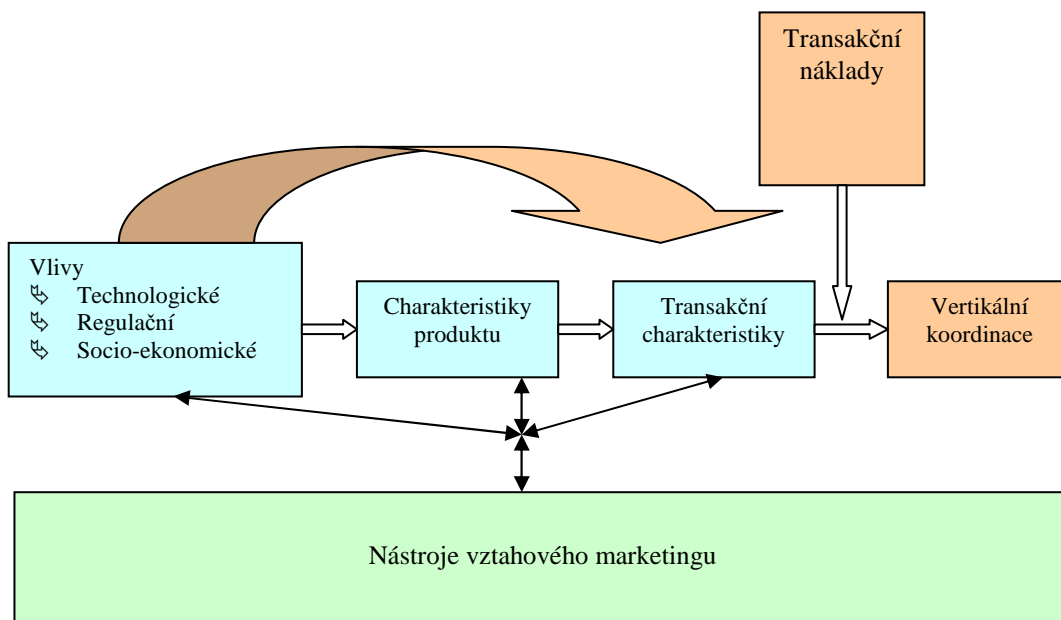 Transakční
náklady
Vlivy
Technologické
Regulační
Socio-ekonomické
Charakteristiky
produktu
Transakční
charakteristiky
Vertikální
koordinace
Nástroje vztahového marketingu